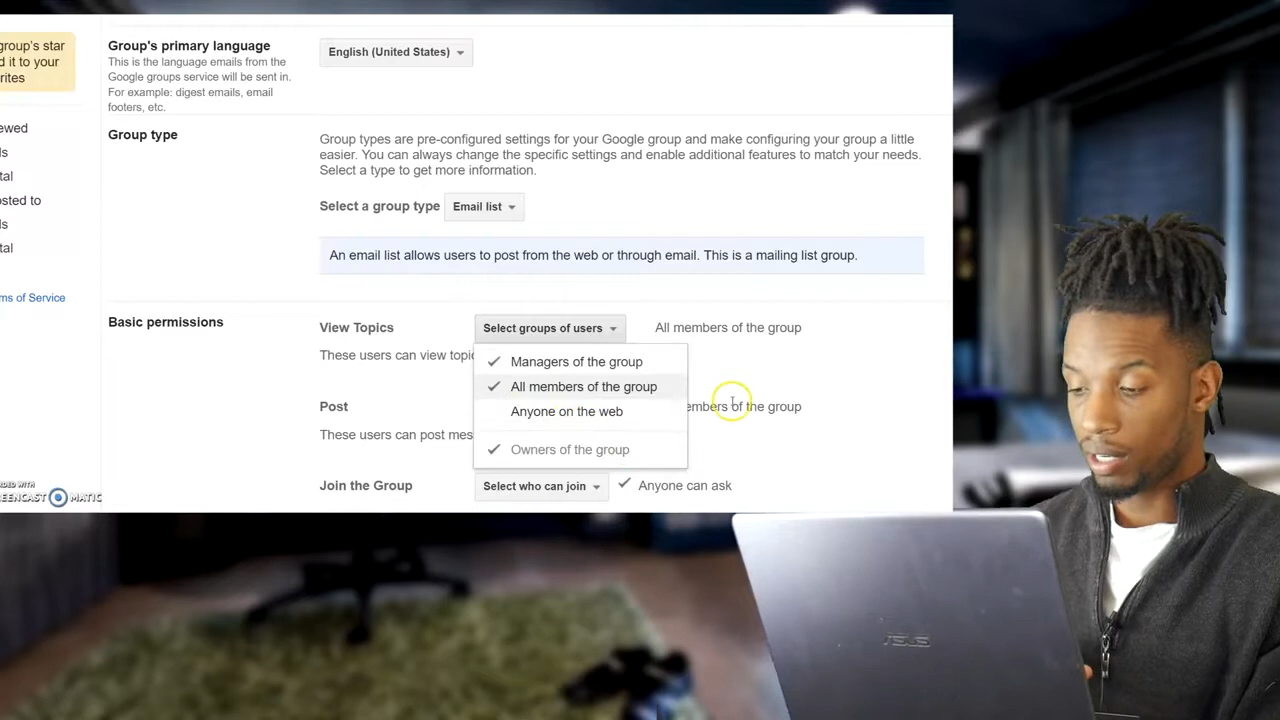 group's star
d it to your
rites
ewed
ds
tal
osted to
ds
tal
ms of Service
Group's primary language
This is the language emails from the
Google groups service will be sent in.
For example: digest emails, email
footers, etc.
English (United States)
Group type
Group types are pre-configured settings for your Google group and make configuring your group a little
easier. You can always change the specific settings and enable additional features to match your needs.
Select a type to get more information.
Select a group type Email list
An email list allows users to post from the web or through email. This is a mailing list group.
Basic permissions
View Topics Select groups of users All members of the group
These users can view topic
Managers of the group
All members of the group
Anyone on the web
Owners of the group
Post embers of the group
These users can post mes
Join the Group Select who can join Anyone can ask
DED WITH
REENCAST MATIC
ASUS